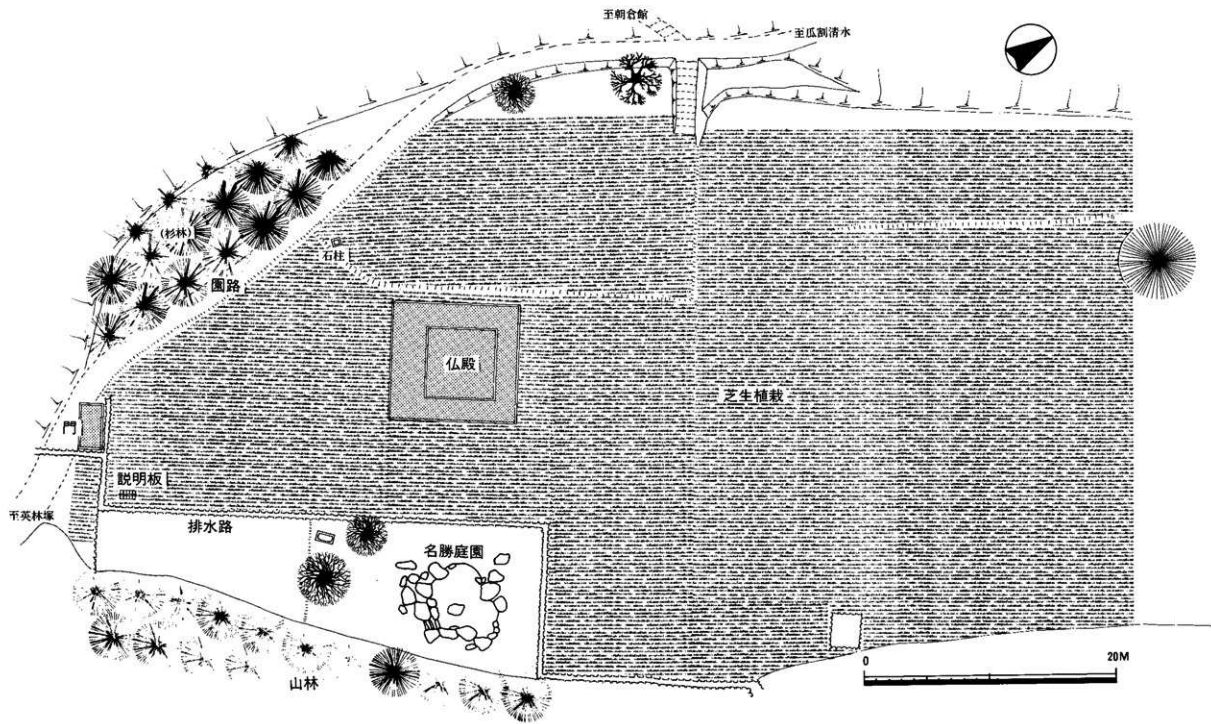 至朝倉館
至瓜割清水
(杉林)
石柱
園路
仏殿
芝生植栽
門
説明板
至英林塚
排水路
名勝庭園
山林
0
20M